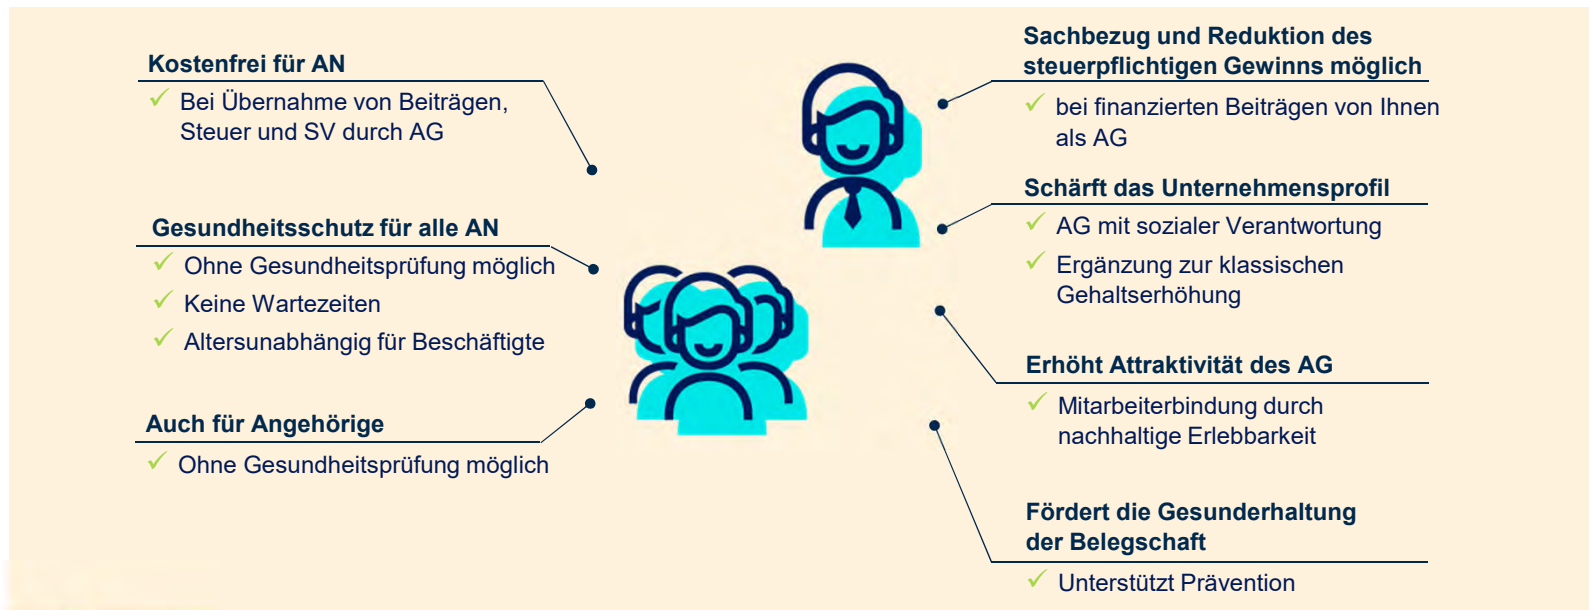 Kostenfrei für AN
Bei Übernahme von Beiträgen,
Steuer und SV durch AG
Gesundheitsschutz für alle AN
Ohne Gesundheitsprüfung möglich
Keine Wartezeiten
Altersunabhängig für Beschäftigte
Auch für Angehörige
Ohne Gesundheitsprüfung möglich
Sachbezug und Reduktion des
steuerpflichtigen Gewinns möglich
bei finanzierten Beiträgen von Ihnen
als AG
Schärft das Unternehmensprofil
AG mit sozialer Verantwortung
Ergänzung zur klassischen
Gehaltserhöhung
Erhöht Attraktivität des AG
Mitarbeiterbindung durch
nachhaltige Erlebbarkeit
Fördert die Gesunderhaltung
der Belegschaft
Unterstützt Prävention